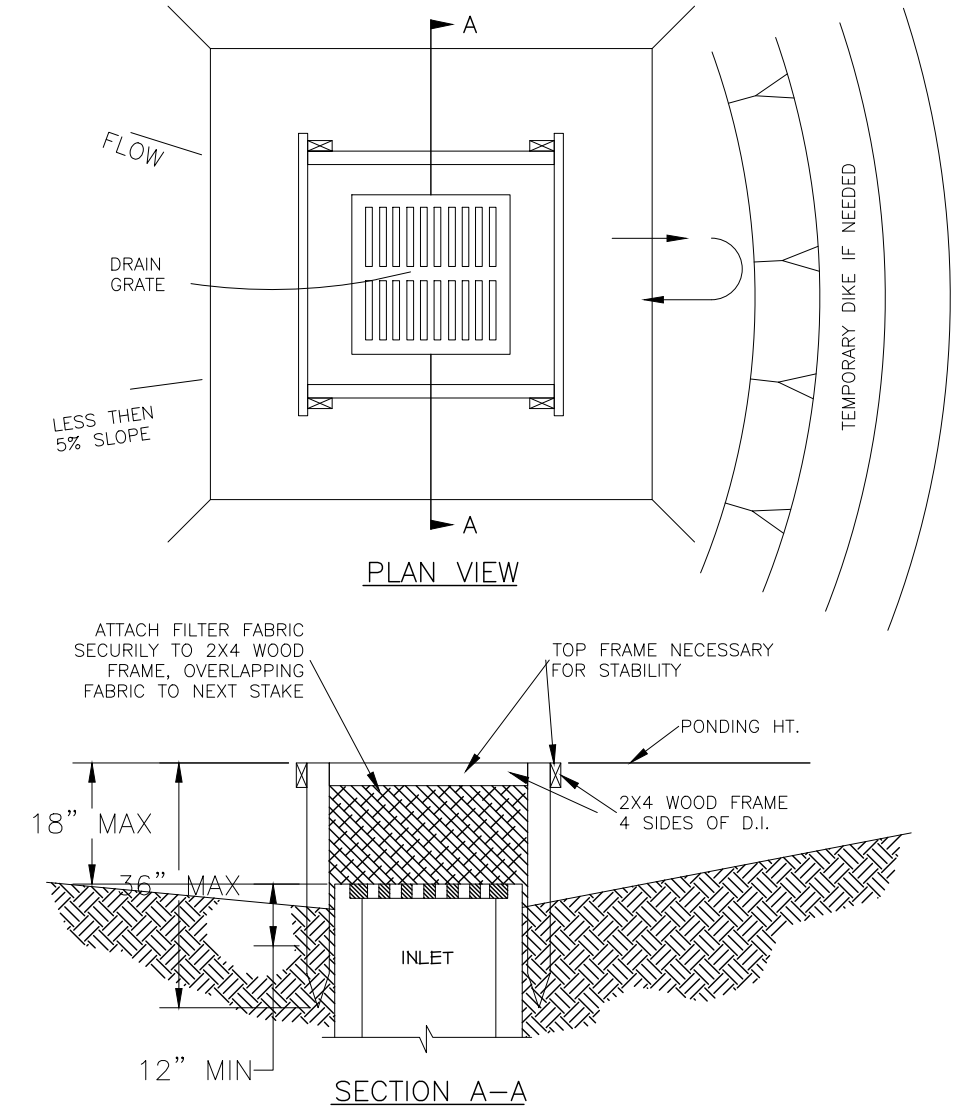 A
FLOW
DRAIN
GRATE
TEMPORARY DIKE IF NEEDED
LESS THEN
5% SLOPE
A
PLAN VIEW
ATTACH FILTER FABRIC
SECURILY TO 2X4 WOOD
FRAME, OVERLAPPING
FABRIC TO NEXT STAKE
TOP FRAME NECESSARY
FOR STABILITY
PONDING HT.
2X4 WOOD FRAME
4 SIDES OF D.I.
18" MAX
36" MAX
INLET
12" MIN
SECTION A-A